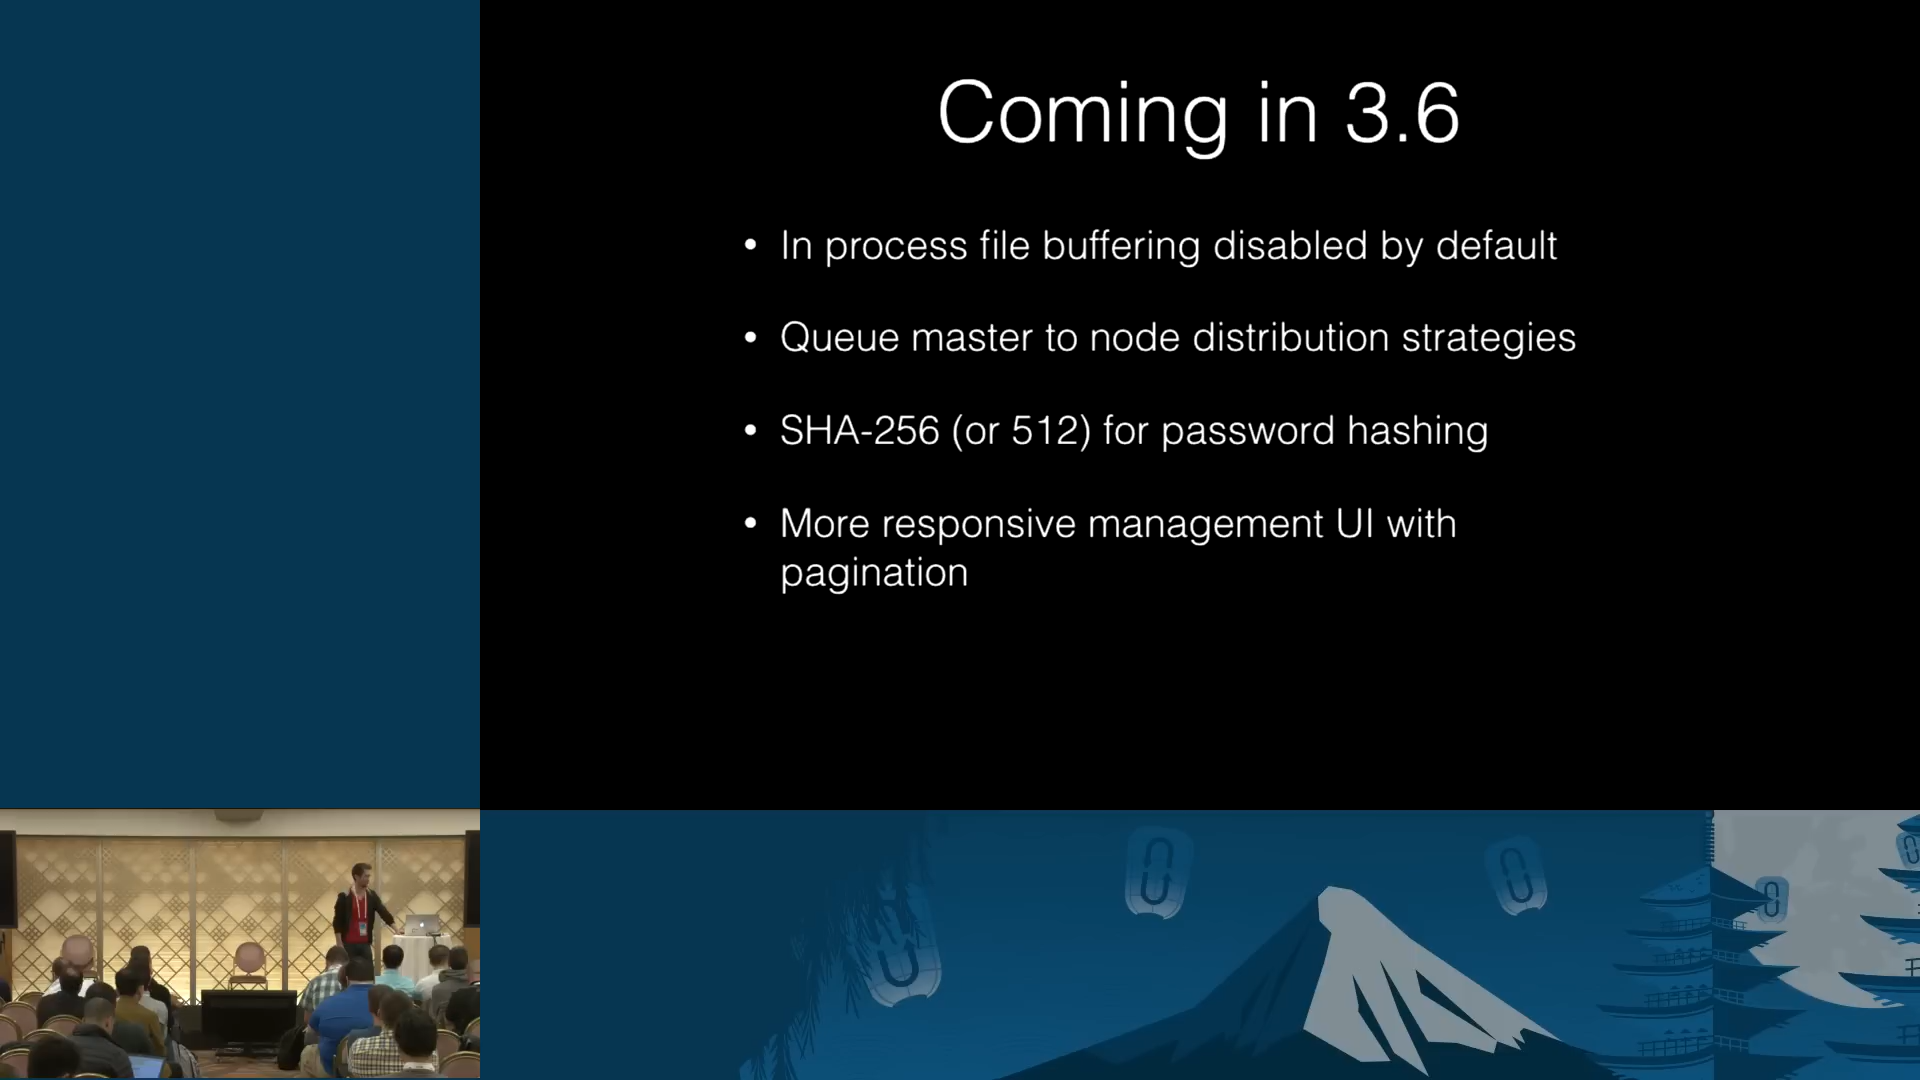 Coming in 3.6
• In process file buffering disabled by default
• Queue master to node distribution strategies
• SHA-256 (or 512) for password hashing
• More responsive management UI with
pagination